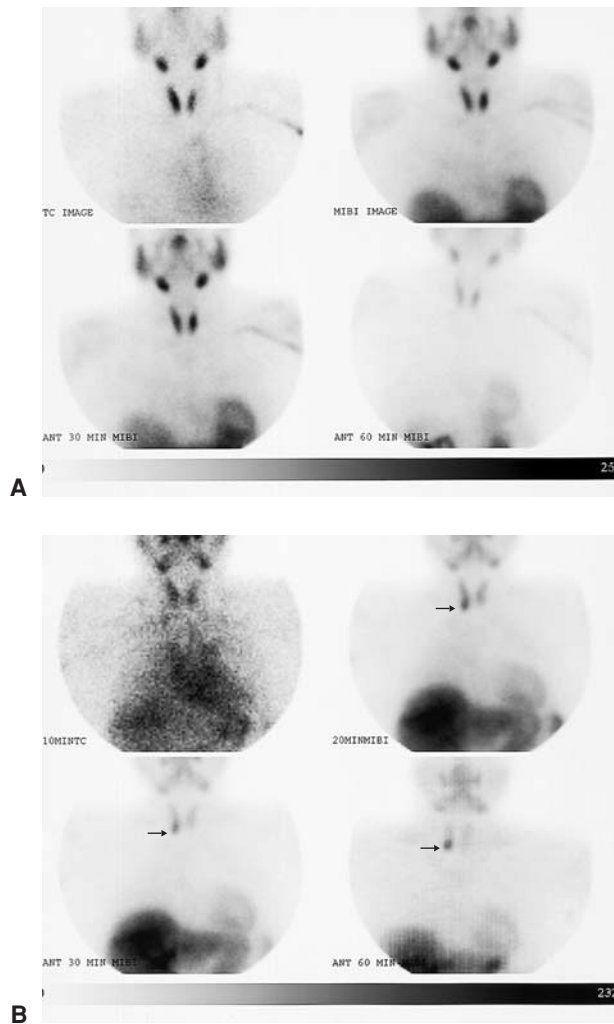 TC IMAGE
MIBI IMAGE
ANT 30 MIN MIBI
ANT 60 MIN MIBI
25
A
10MINTC
20MINMIBI
ANT 30 MIN MIBI
ANT 60 MIN MIBI
232
B